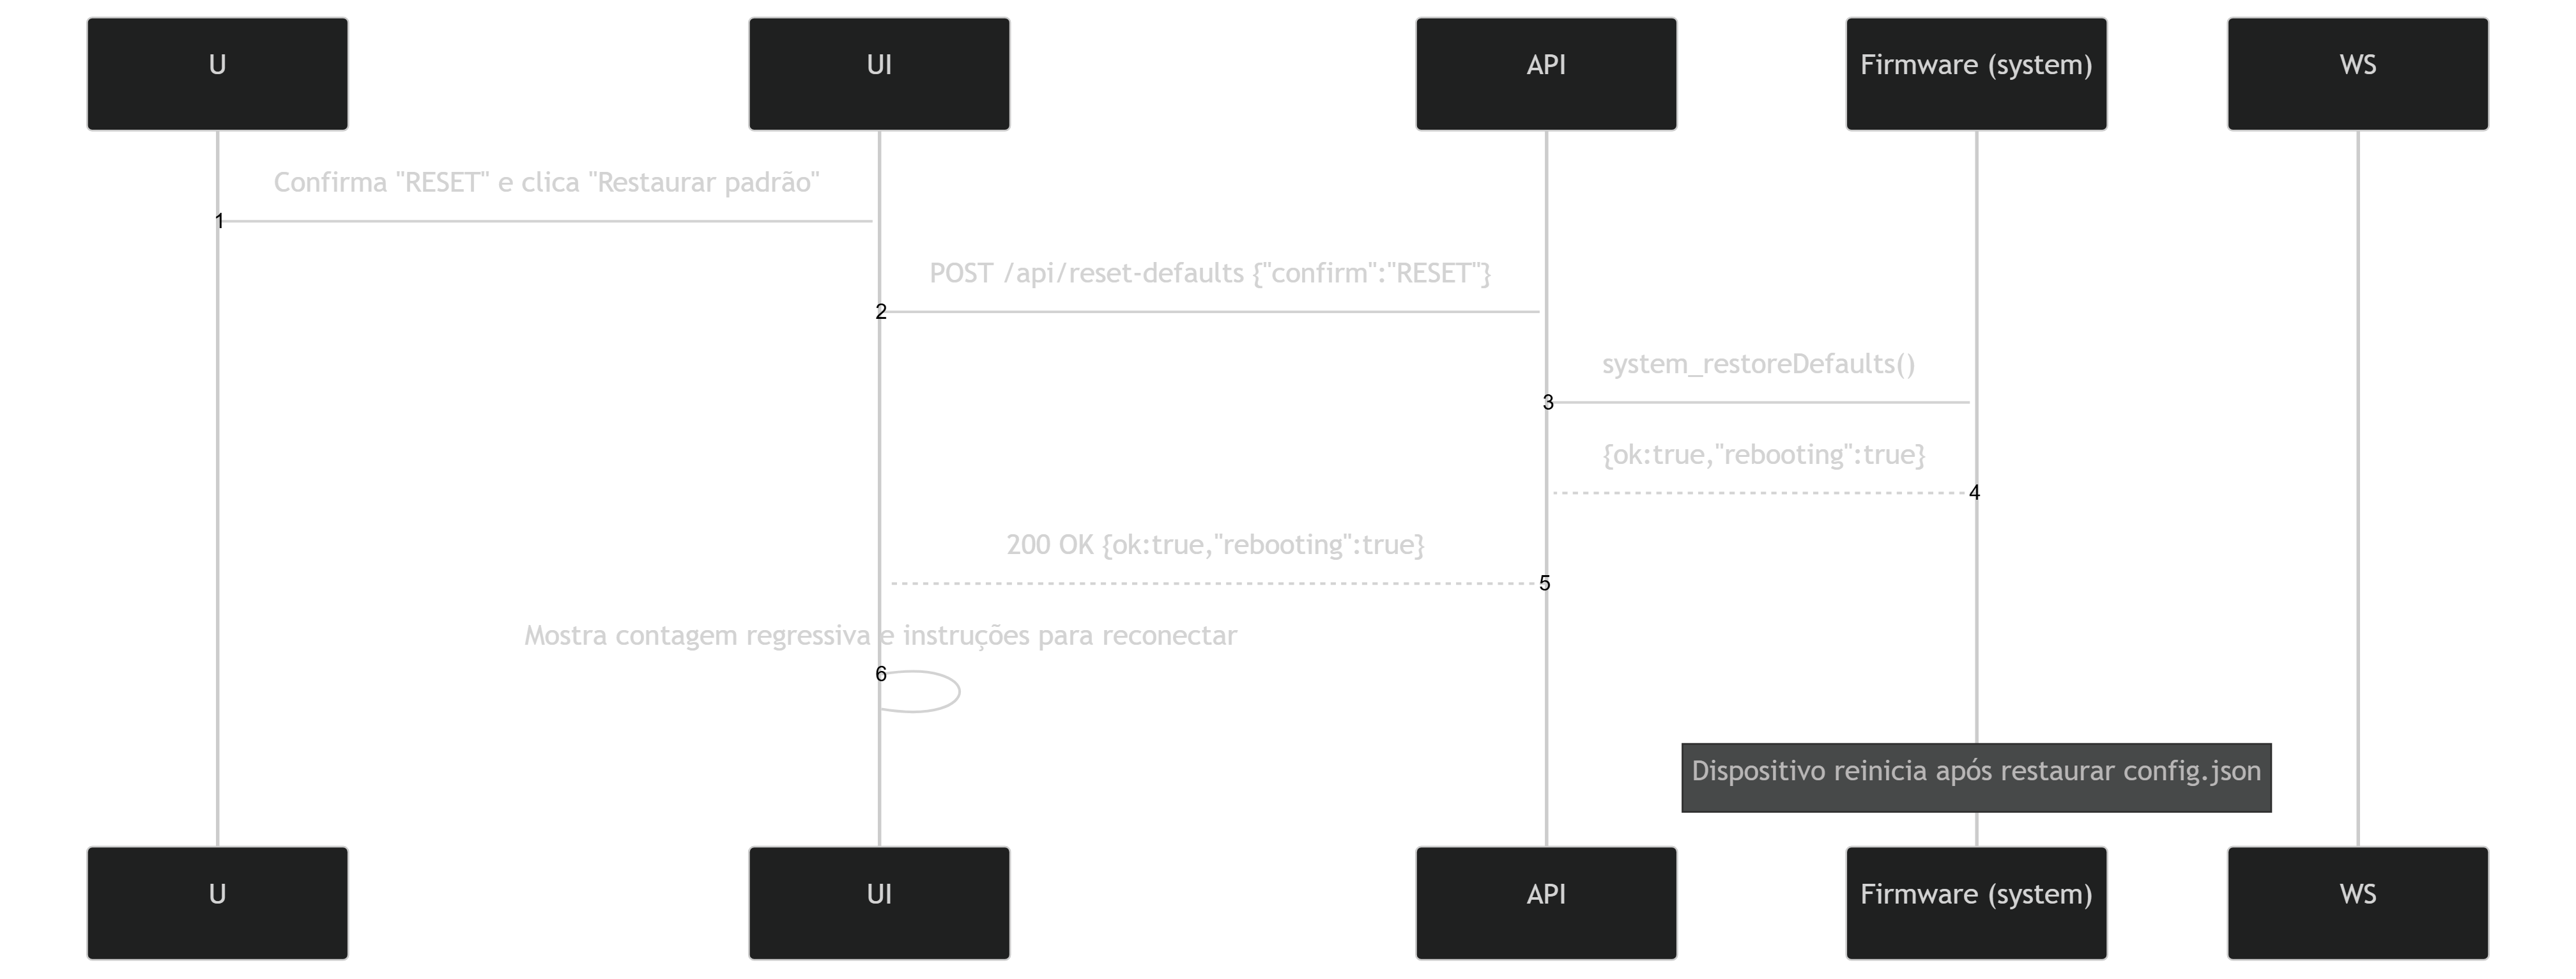 U
UI
API
Firmware (system)
WS
Confirma "RESET" e clica "Restaurar padrão"
1
POST /api/reset-defaults {"confirm":"RESET"}
2
system_restoreDefaults()
3
{ok:true,"rebooting":true}
4
200 OK {ok:true,"rebooting":true}
5
Mostra contagem regressiva e instruções para reconectar
6
Dispositivo reinicia após restaurar config.json
U
UI
API
Firmware (system)
WS